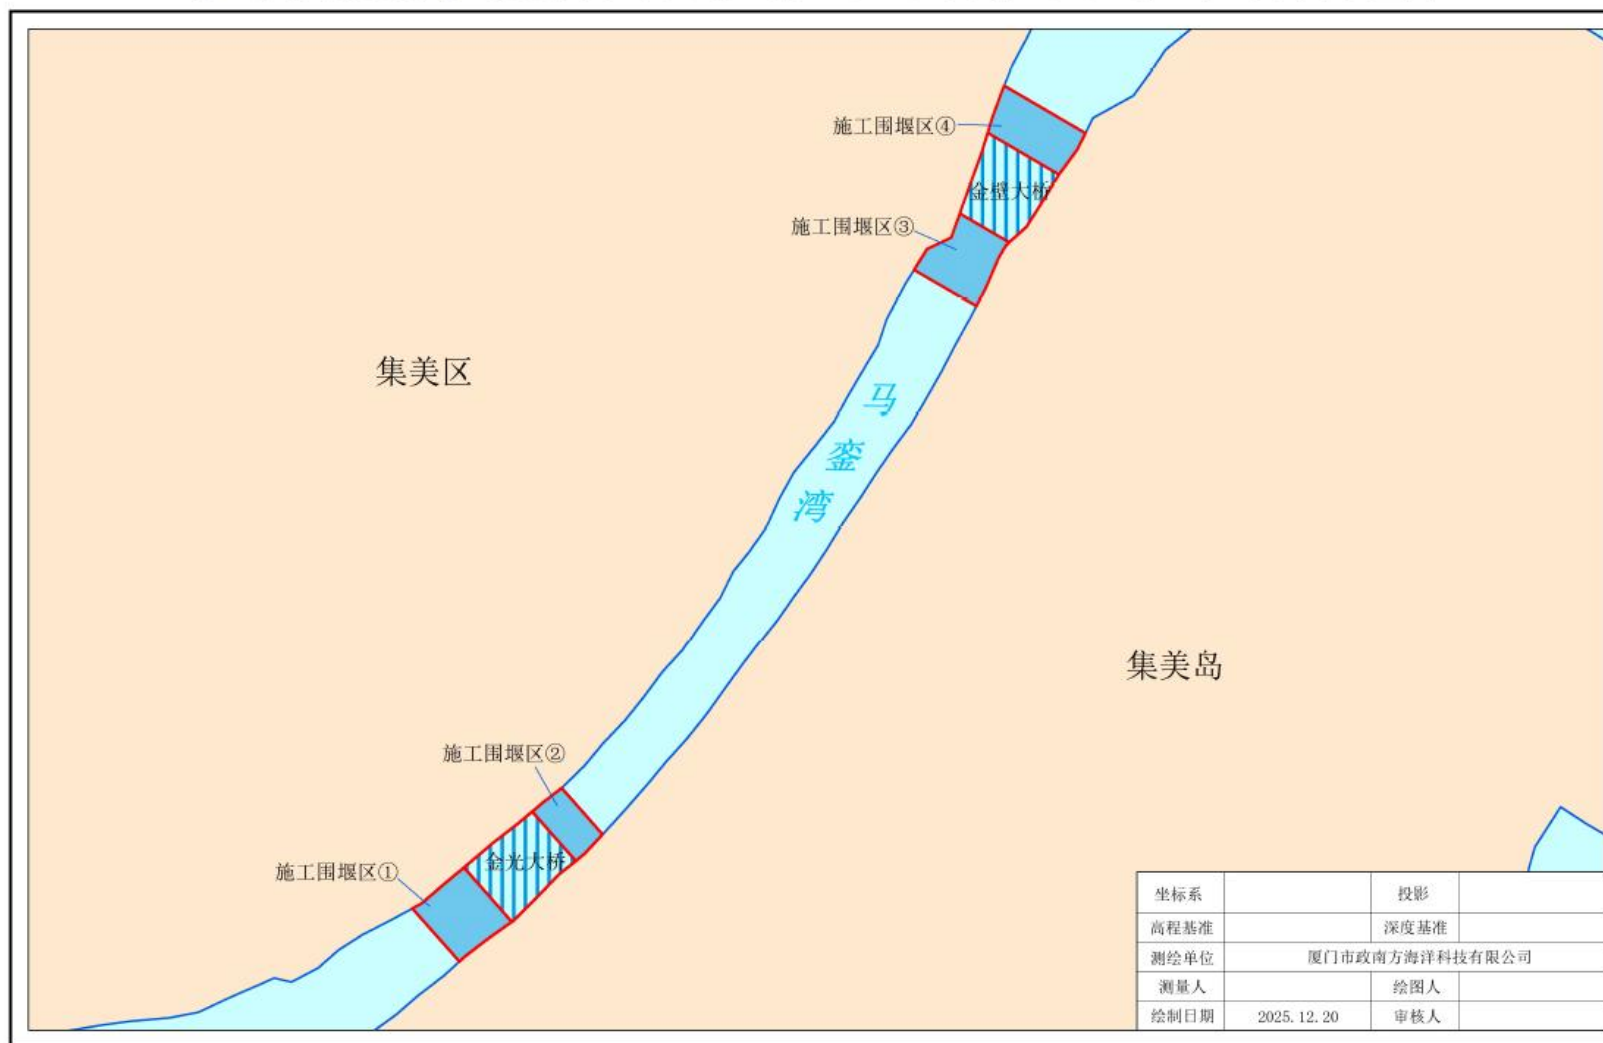 施工围堰区④
金壁大桥
施工围堰区③
集美区
马
銮
湾
集美岛
施工围堰区②
金光大桥
施工围堰区①
坐标系 投影
高程基准 深度基准
测绘单位 厦门市政南方海洋科技有限公司
测量人 绘图人
绘制日期 2025.12.20 审核人